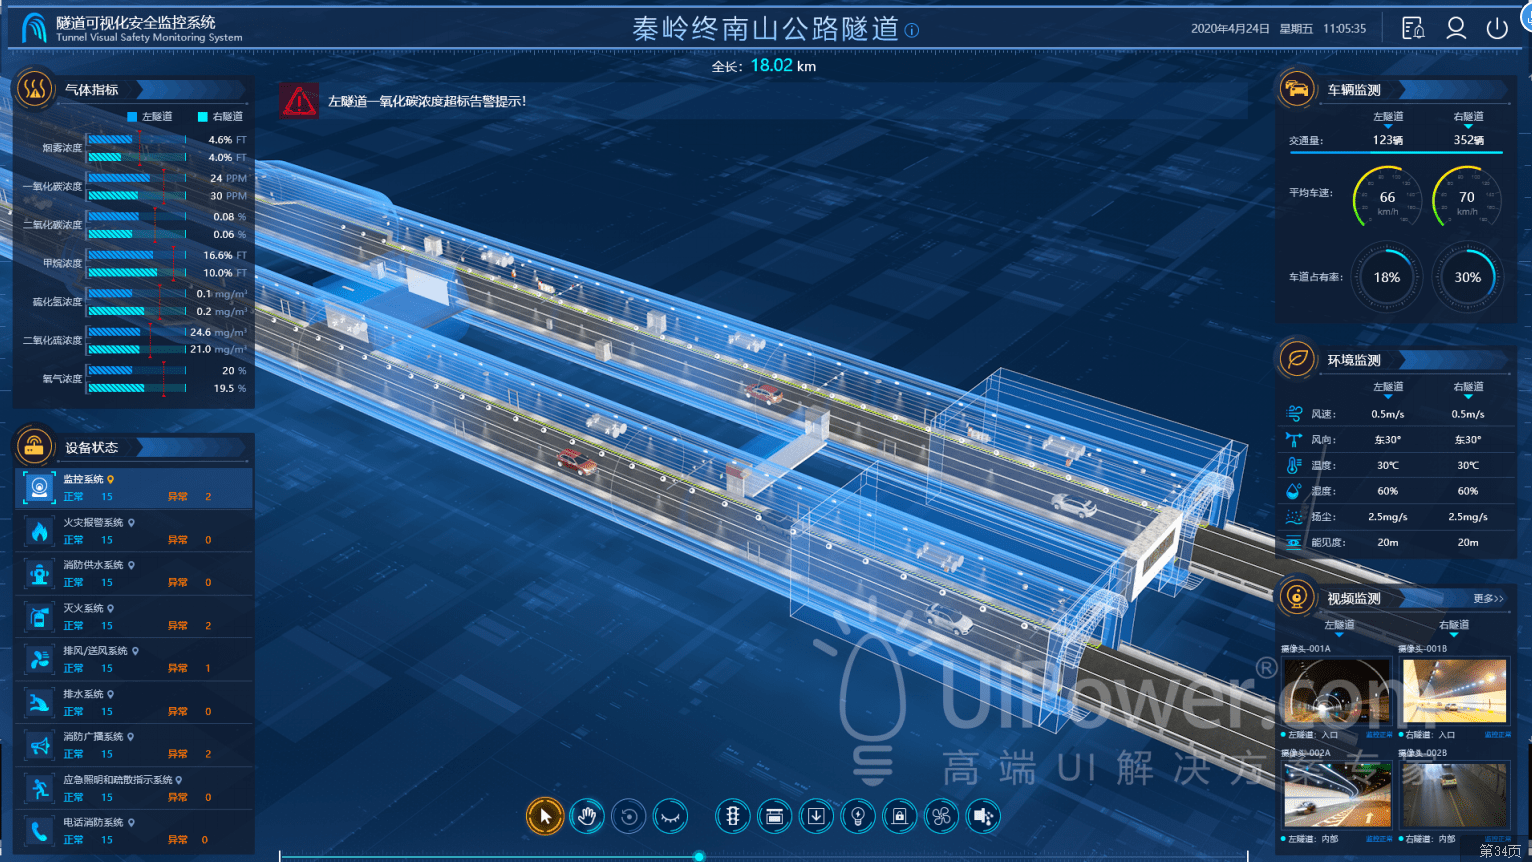 隧道可视化安全监控系统
Tunnel Visual Safety Monitoring System
秦岭终南山公路隧道
2020年4月24日 星期五 11:05:35
全长：18.02 km
左隧道一氧化碳浓度超标告警提示！
气体指标
左隧道 右隧道
烟雾浓度
4.6% FT
4.0% FT
一氧化碳浓度
24 PPM
30 PPM
二氧化碳浓度
0.08 %
0.06 %
甲烷浓度
16.6% FT
10.0% FT
硫化氢浓度
0.1 mg/m³
0.2 mg/m³
二氧化硫浓度
24.6 mg/m³
21.0 mg/m³
氧气浓度
20 %
19.5 %
设备状态
监控系统
正常 15 异常 2
火灾报警系统
正常 15 异常 0
消防供水系统
正常 15 异常 0
灭火系统
正常 15 异常 2
排风/送风系统
正常 15 异常 1
排水系统
正常 15 异常 0
消防广播系统
正常 15 异常 2
应急照明和疏散指示系统
正常 15 异常 0
电话消防系统
正常 15 异常 0
车辆监测
左隧道 右隧道
交通量： 123辆 352辆
平均车速： 66 km/h 70 km/h
车道占有率： 18% 30%
环境监测
左隧道 右隧道
风速： 0.5m/s 0.5m/s
风向： 东30° 东30°
温度： 30℃ 30℃
湿度： 60% 60%
扬尘： 2.5mg/s 2.5mg/s
能见度： 20m 20m
视频监测 更多>>
左隧道 右隧道
摄像头-001A 摄像头-001B
左隧道：入口 监控正常 右隧道：入口 监控正常
摄像头-002A 摄像头-002B
左隧道：内部 监控正常 右隧道：内部
UIPower.com®
高端UI解决方案专家
第34页